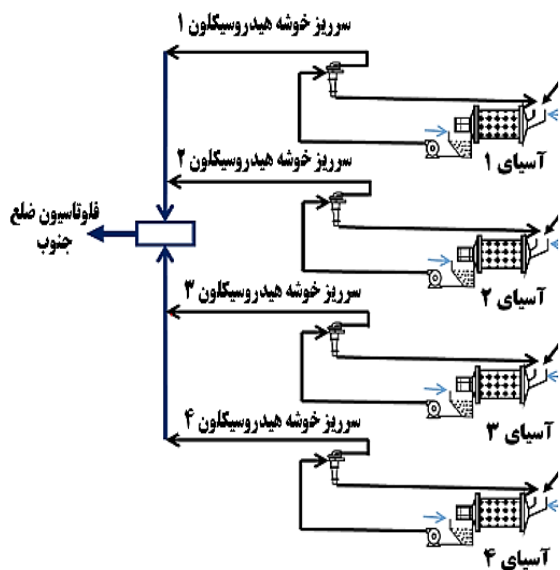 سرریز خوشه هیدروسیکلون ۱
آسیای ۱
سرریز خوشه هیدروسیکلون ۲
فلوتاسیون ضلع
جنوب
آسیای ۲
سرریز خوشه هیدروسیکلون ۳
آسیای ۳
سرریز خوشه هیدروسیکلون ۴
آسیای ۴